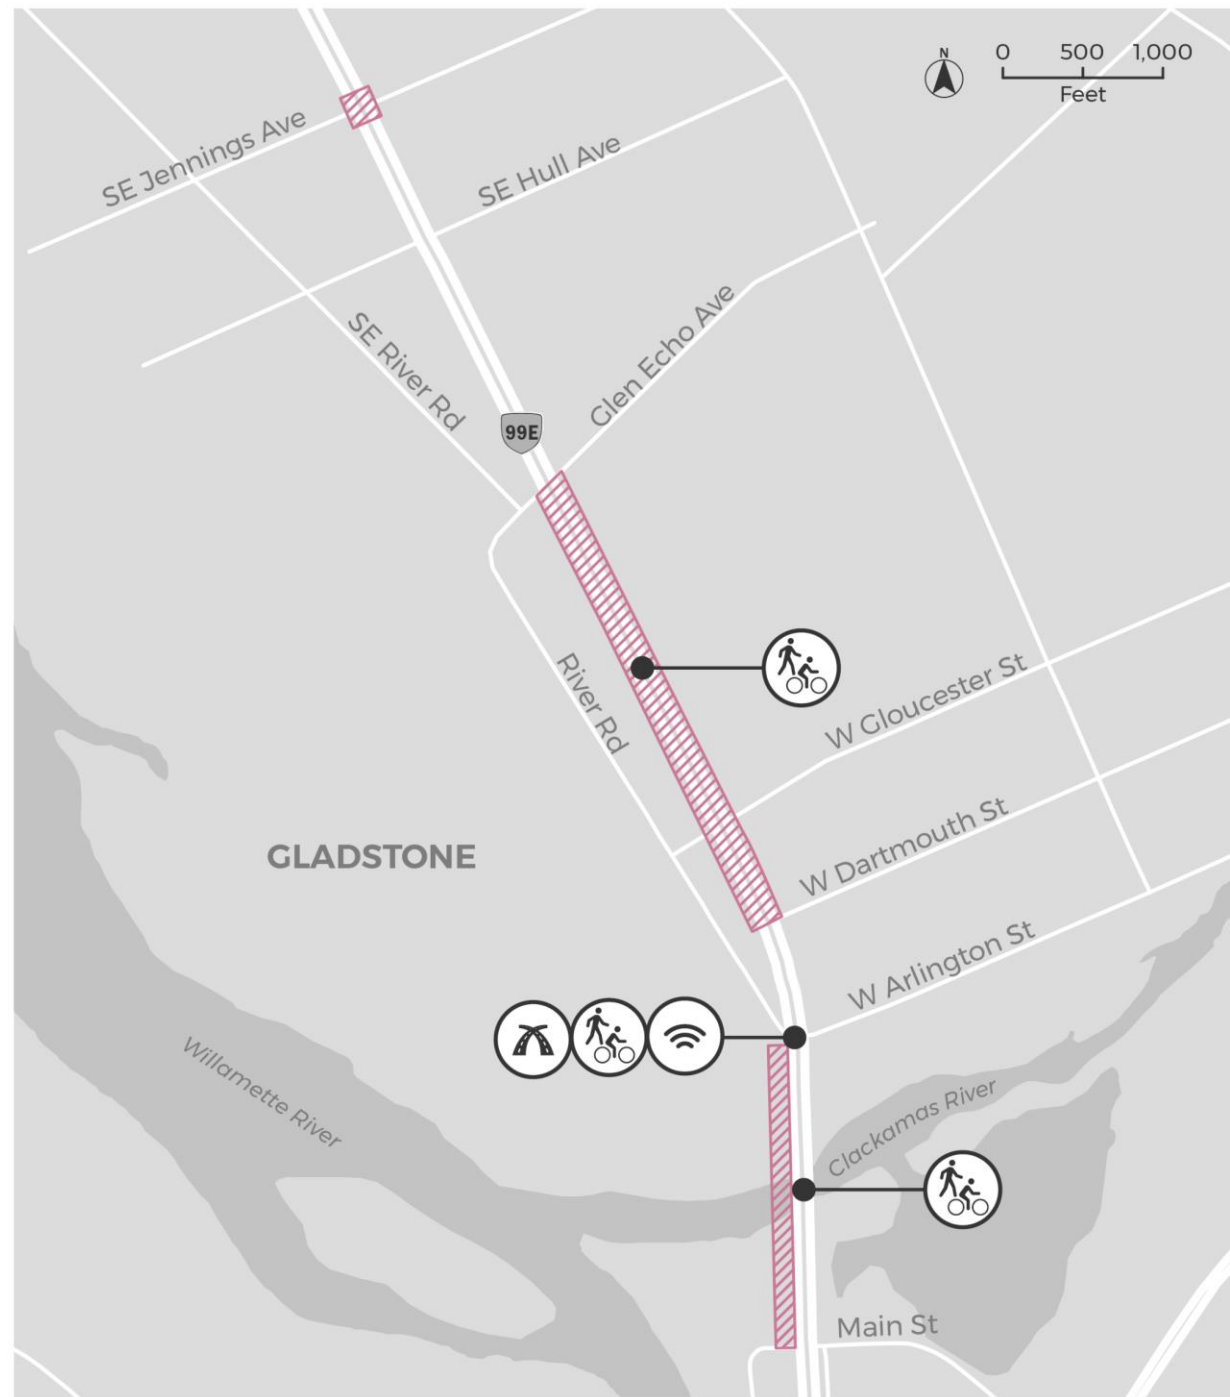 N
0 500 1,000
Feet
SE Jennings Ave
SE Hull Ave
SE River Rd
Glen Echo Ave
99E
River Rd
W Gloucester St
W Dartmouth St
GLADSTONE
W Arlington St
Willamette River
Clackamas River
Main St